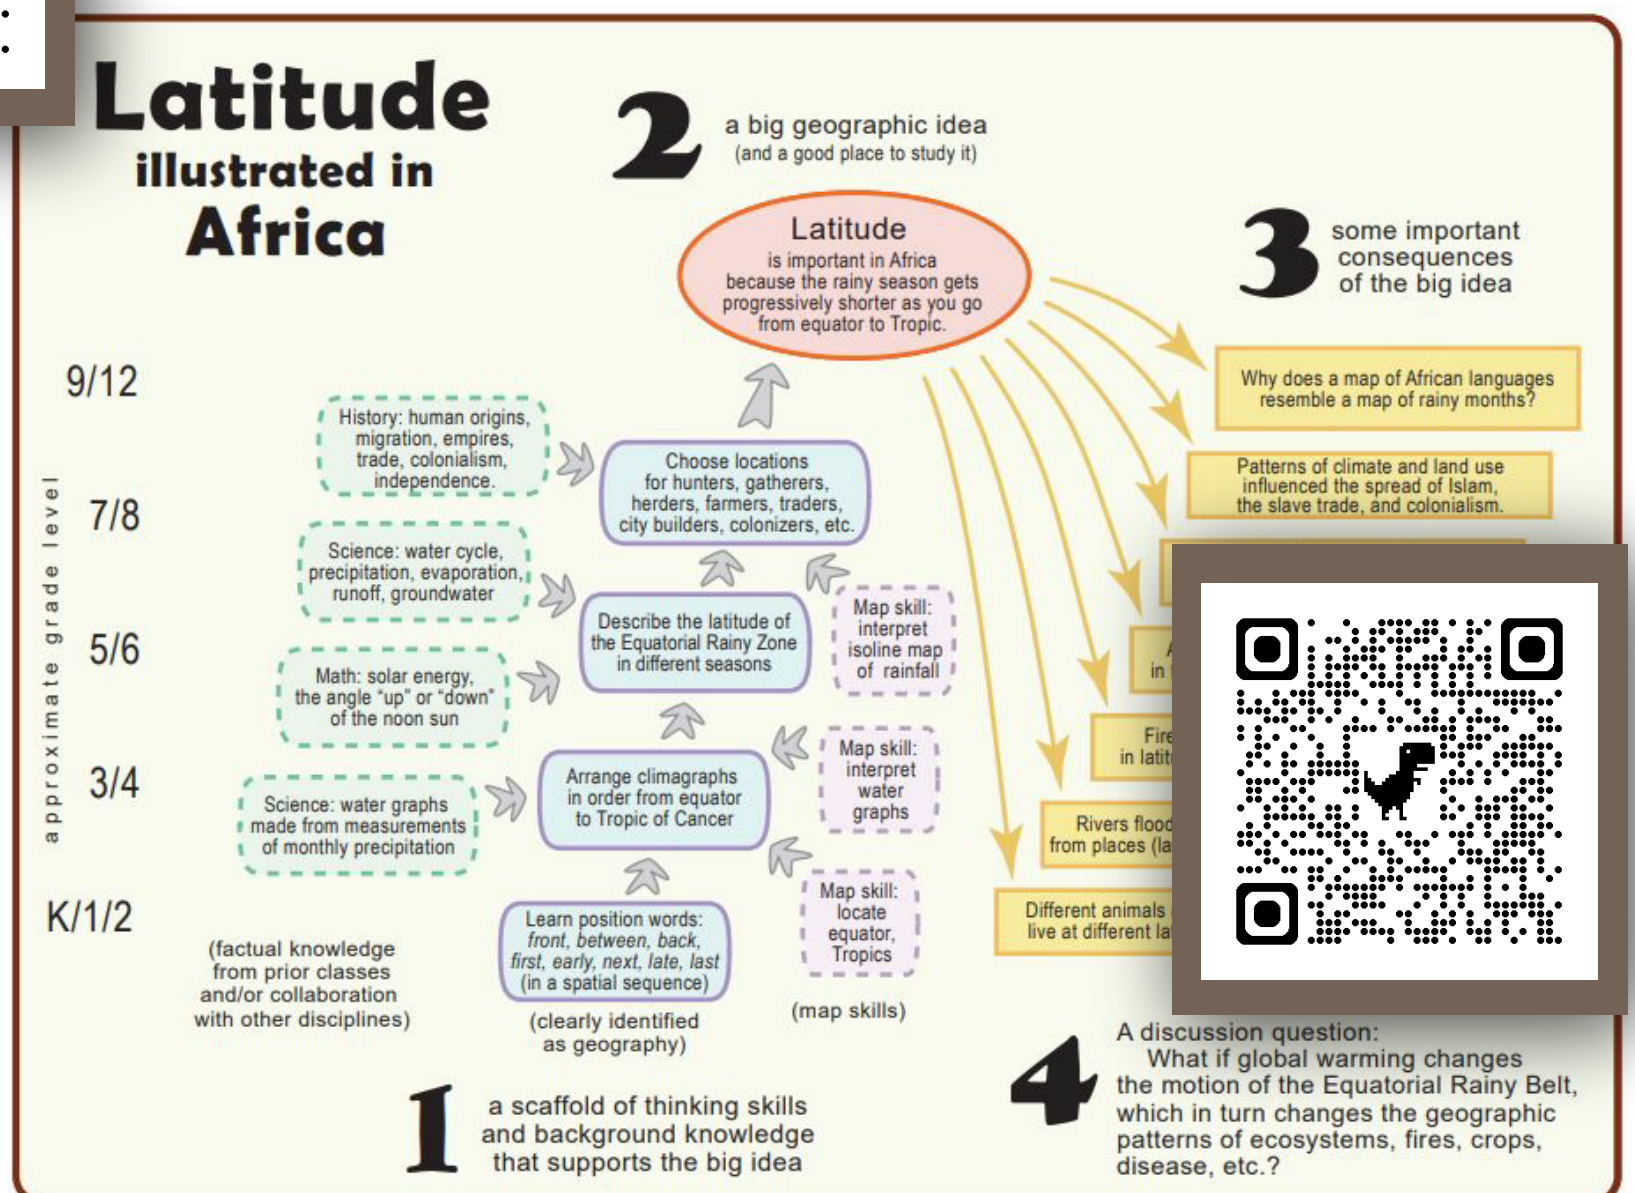 Latitude
illustrated in
Africa
2
a big geographic idea
(and a good place to study it)
Latitude
is important in Africa
because the rainy season gets
progressively shorter as you go
from equator to Tropic.
3
some important
consequences
of the big idea
Why does a map of African languages
resemble a map of rainy months?
Patterns of climate and land use
influenced the spread of Islam,
the slave trade, and colonialism.
in
Fire
in latit
Rivers flood
from places (la
Different animals
live at different la
approximate grade level
9/12
7/8
5/6
3/4
K/1/2
History: human origins,
migration, empires,
trade, colonialism,
independence.
Science: water cycle,
precipitation, evaporation,
runoff, groundwater
Math: solar energy,
the angle “up” or “down”
of the noon sun
Science: water graphs
made from measurements
of monthly precipitation
(factual knowledge
from prior classes
and/or collaboration
with other disciplines)
Choose locations
for hunters, gatherers,
herders, farmers, traders,
city builders, colonizers, etc.
Describe the latitude of
the Equatorial Rainy Zone
in different seasons
Arrange climagraphs
in order from equator
to Tropic of Cancer
Learn position words:
front, between, back,
first, early, next, late, last
(in a spatial sequence)
(clearly identified
as geography)
Map skill:
interpret
isoline map
of rainfall
Map skill:
interpret
water
graphs
Map skill:
locate
equator,
Tropics
(map skills)
1
a scaffold of thinking skills
and background knowledge
that supports the big idea
4
A discussion question:
What if global warming changes
the motion of the Equatorial Rainy Belt,
which in turn changes the geographic
patterns of ecosystems, fires, crops,
disease, etc.?